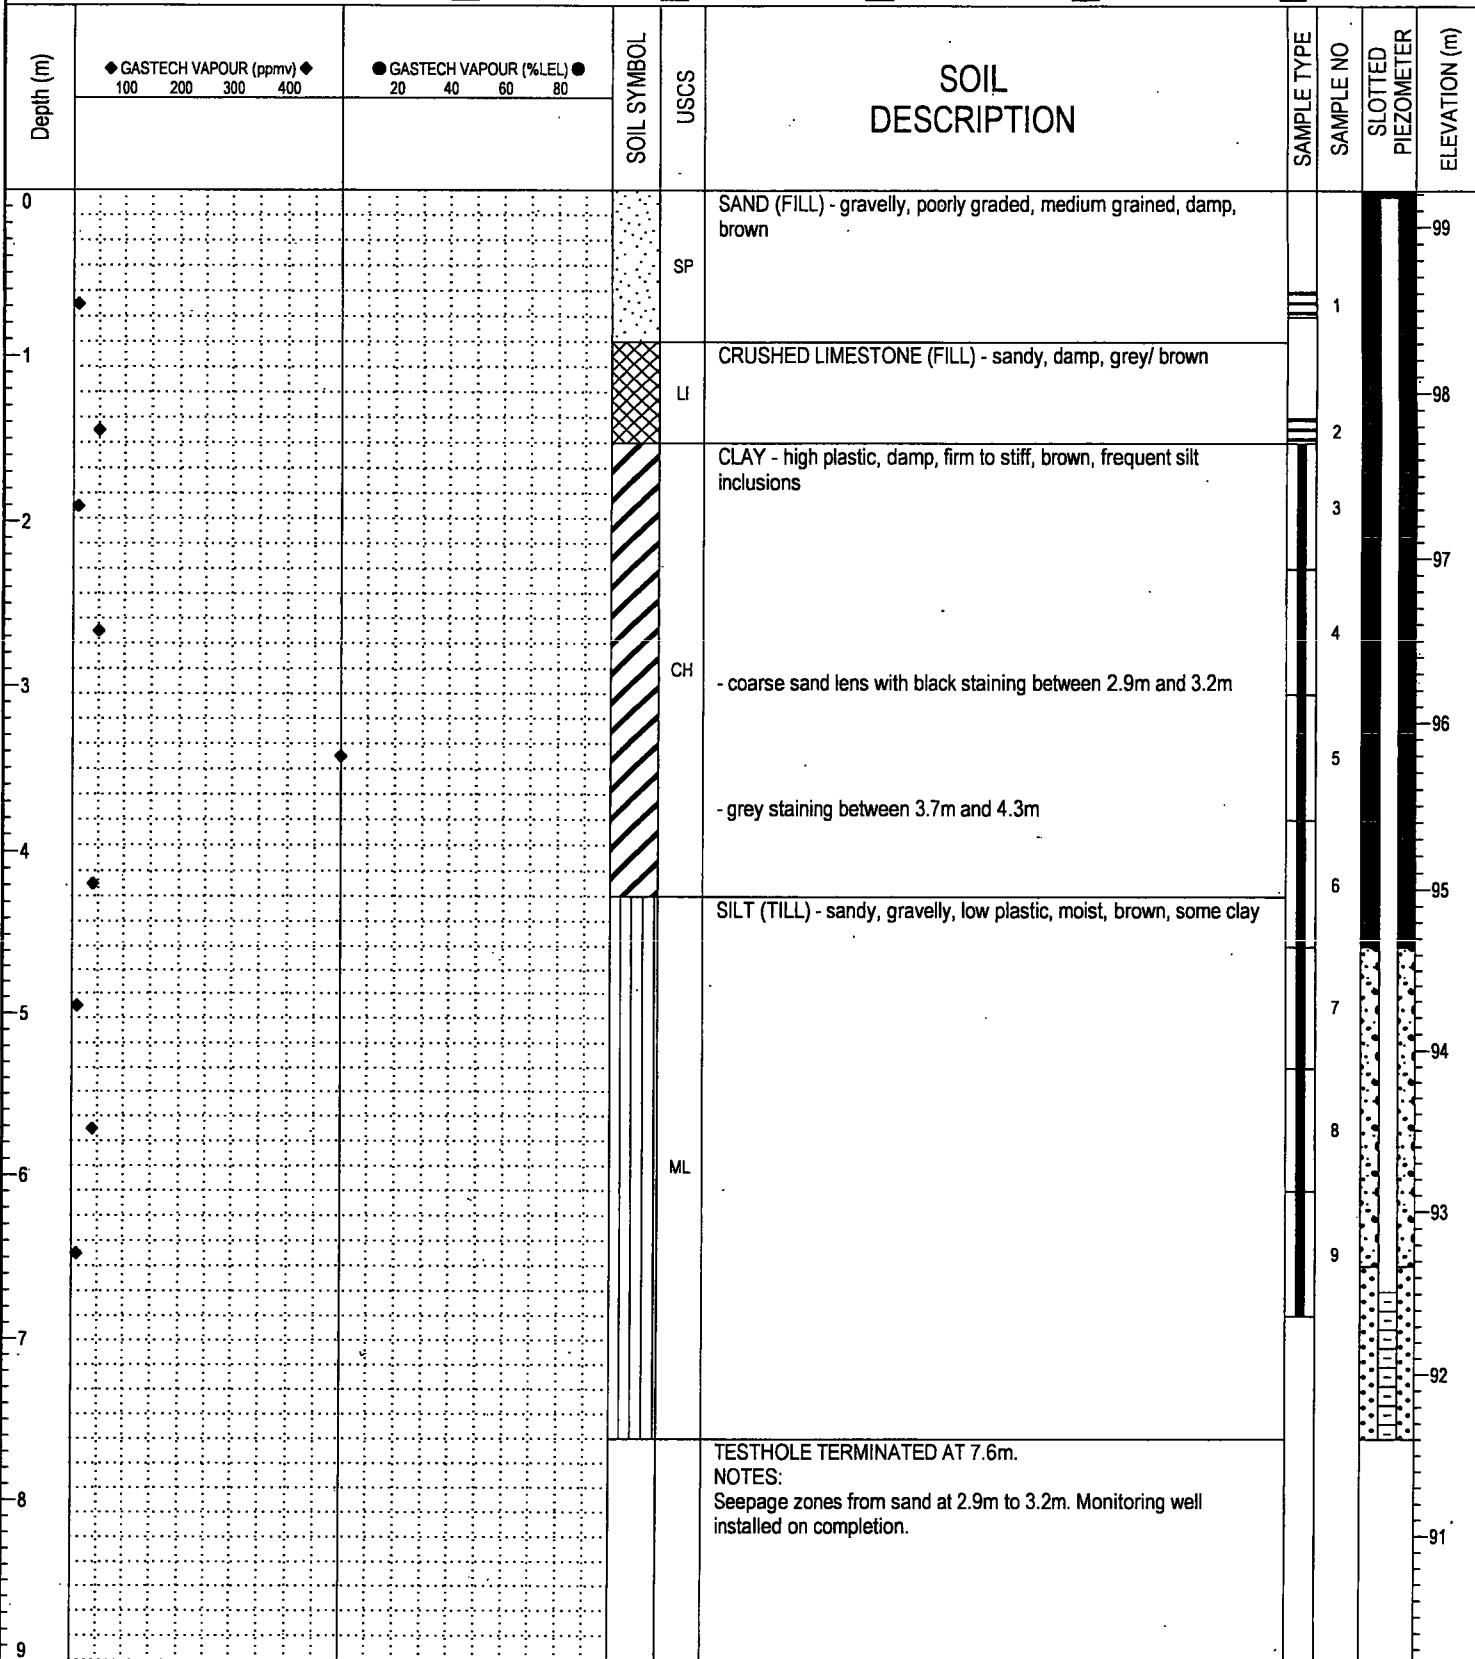 Depth (m)
◆ GASTECH VAPOUR (ppmv) ◆
100 200 300 400
● GASTECH VAPOUR (%LEL) ●
20 40 60 80
SOIL SYMBOL
USCS
SOIL
DESCRIPTION
SAMPLE TYPE
SAMPLE NO
SLOTTED
PIEZOMETER
ELEVATION (m)
0
SAND (FILL) - gravelly, poorly graded, medium grained, damp,
brown
99
SP
1
1
CRUSHED LIMESTONE (FILL) - sandy, damp, grey/ brown
LI
98
2
CLAY - high plastic, damp, firm to stiff, brown, frequent silt
inclusions
3
2
97
4
CH
3
- coarse sand lens with black staining between 2.9m and 3.2m
96
5
- grey staining between 3.7m and 4.3m
4
6
95
SILT (TILL) - sandy, gravelly, low plastic, moist, brown, some clay
7
5
94
8
ML
6
93
9
7
92
TESTHOLE TERMINATED AT 7.6m.
NOTES:
8
Seepage zones from sand at 2.9m to 3.2m. Monitoring well
installed on completion.
91
9